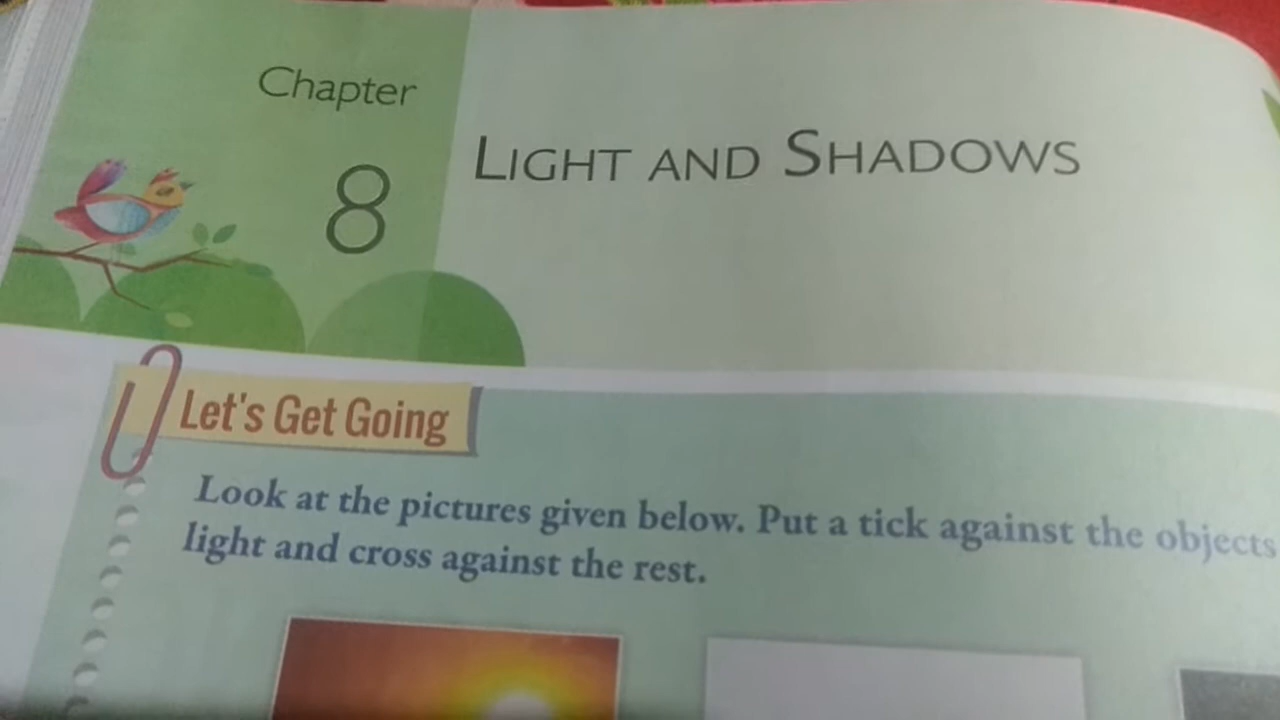 Chapter
8
LIGHT AND SHADOWS
Let's Get Going
Look at the pictures given below. Put a tick against the objects
light and cross against the rest.